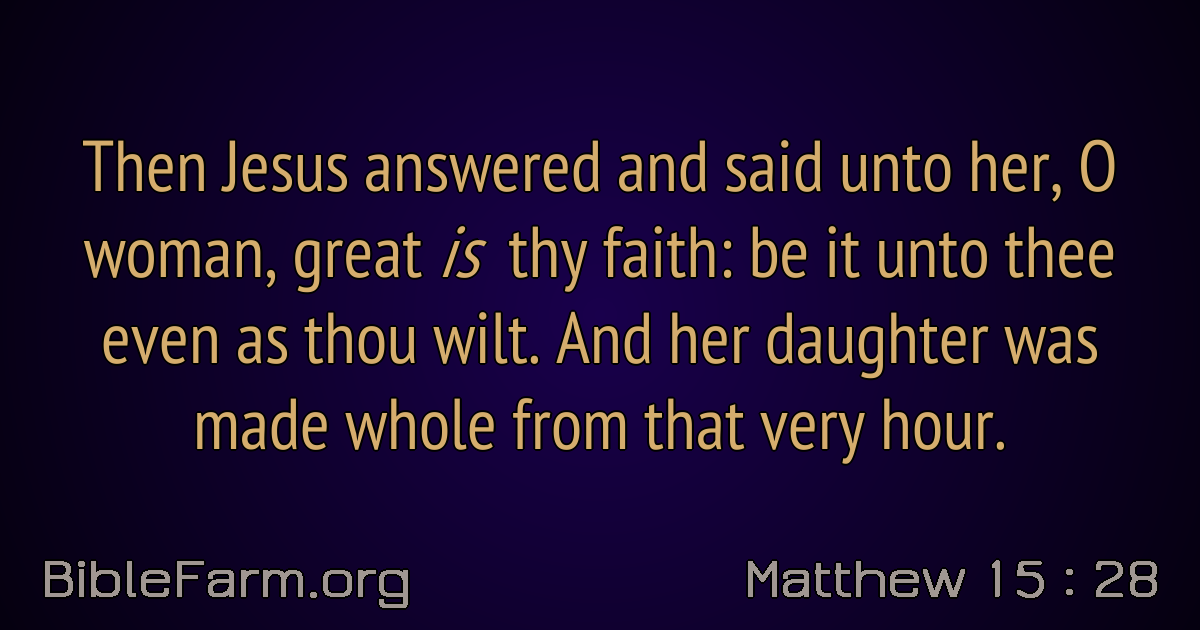 Then Jesus answered and said unto her, O
woman, great is thy faith: be it unto thee
even as thou wilt. And her daughter was
made whole from that very hour.
BibleFarm.org
Matthew 15 : 28